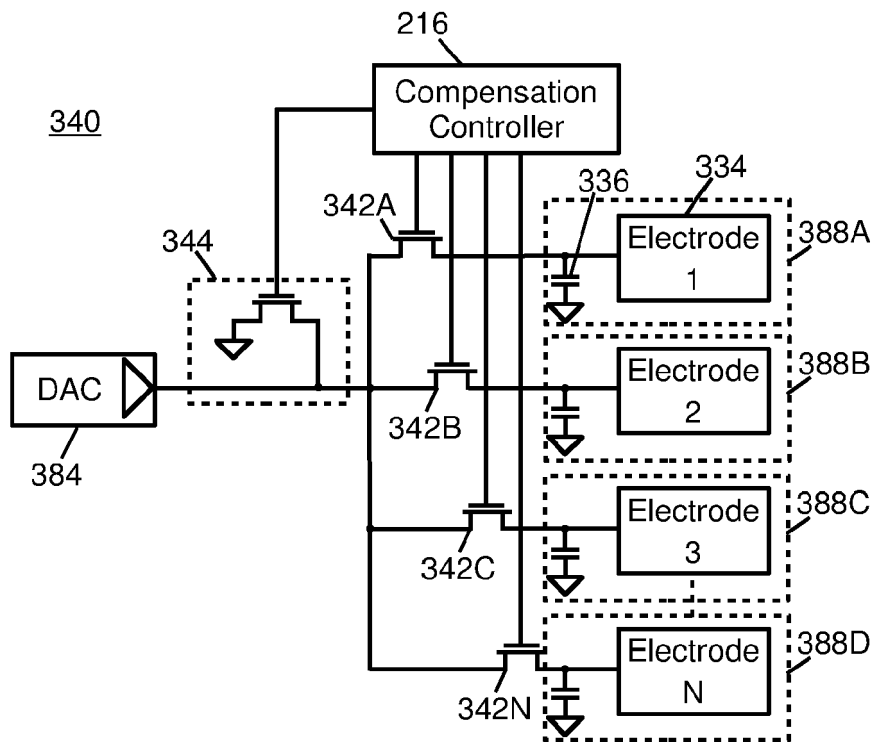 216
Compensation
Controller
340
342A
336
334
344
Electrode
1
388A
DAC
384
342B
Electrode
2
388B
342C
Electrode
3
388C
342N
Electrode
N
388D